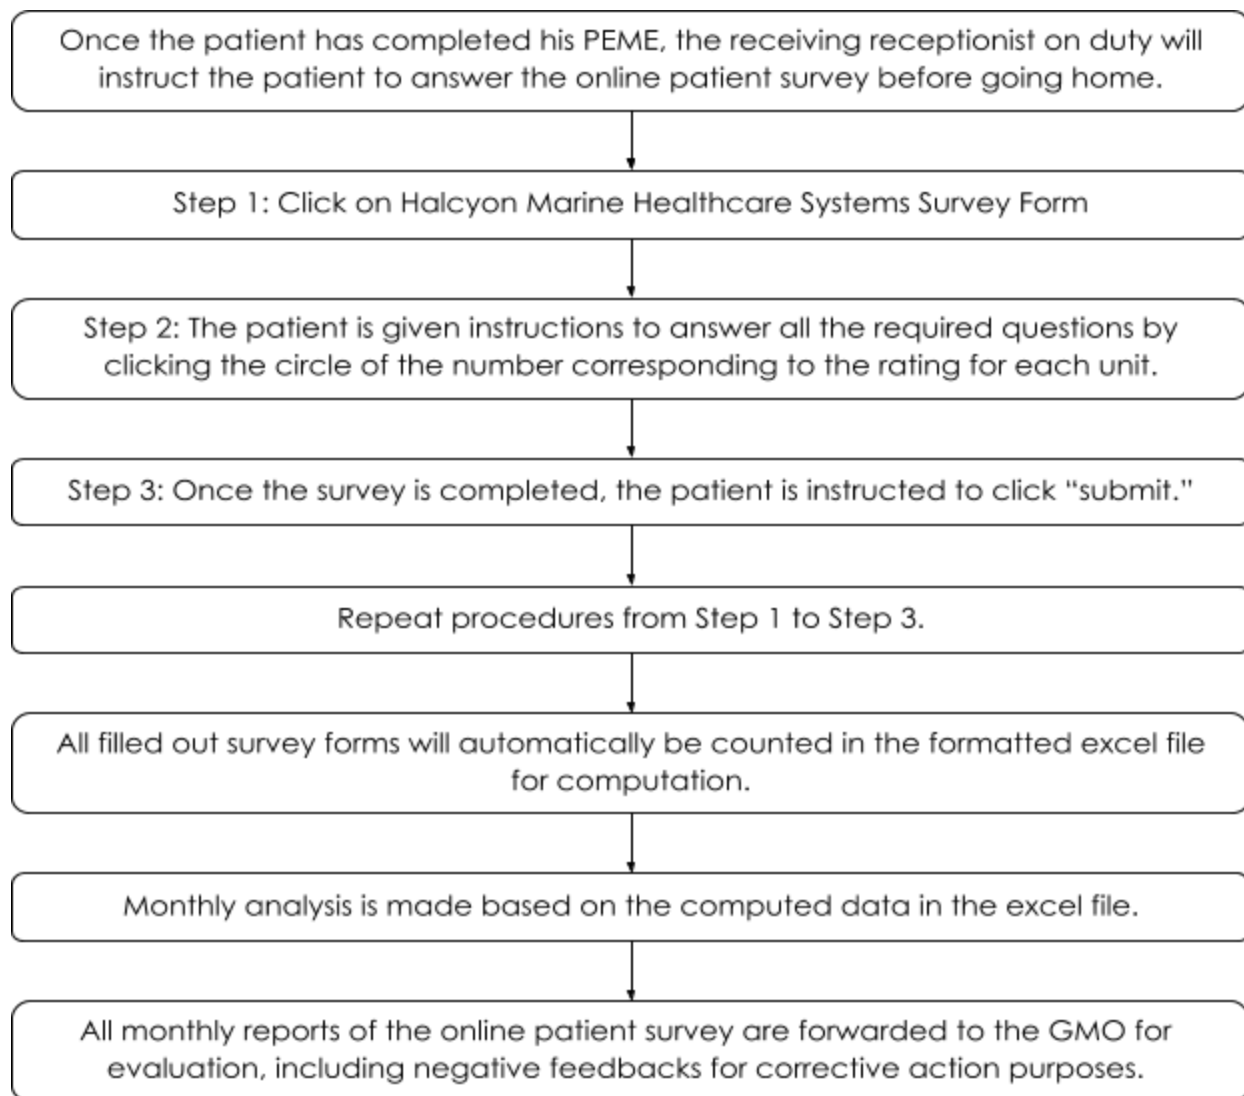 Once the patient has completed his PEME, the receiving receptionist on duty will
instruct the patient to answer the online patient survey before going home.
Step 1: Click on Halcyon Marine Healthcare Systems Survey Form
Step 2: The patient is given instructions to answer all the required questions by
clicking the circle of the number corresponding to the rating for each unit.
Step 3: Once the survey is completed, the patient is instructed to click “submit.”
Repeat procedures from Step 1 to Step 3.
All filled out survey forms will automatically be counted in the formatted excel file
for computation.
Monthly analysis is made based on the computed data in the excel file.
All monthly reports of the online patient survey are forwarded to the GMO for
evaluation, including negative feedbacks for corrective action purposes.